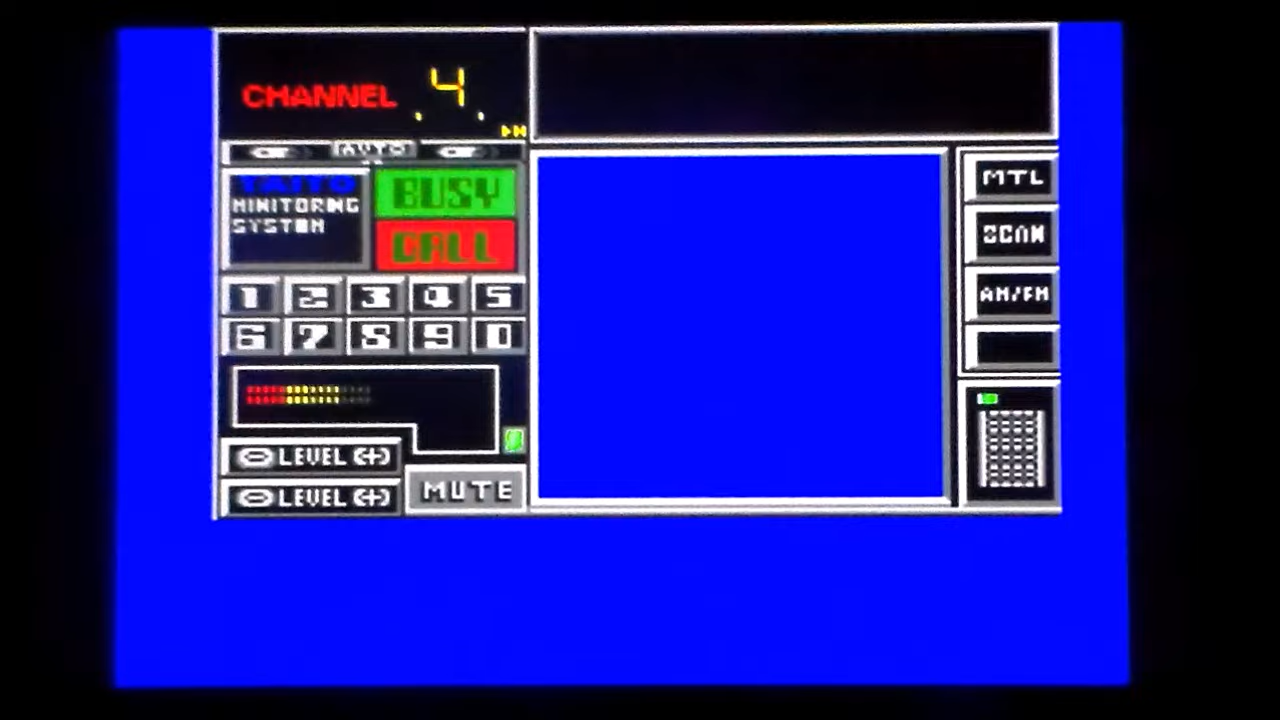 CHANNEL 4
AUTO
TAITO
MINITORING
SYSTEM
BUSY
CALL
1 2 3 4 5
6 7 8 9 0
LEVEL (+)
LEVEL (+)
MUTE
MTL
SCAN
AM/FM